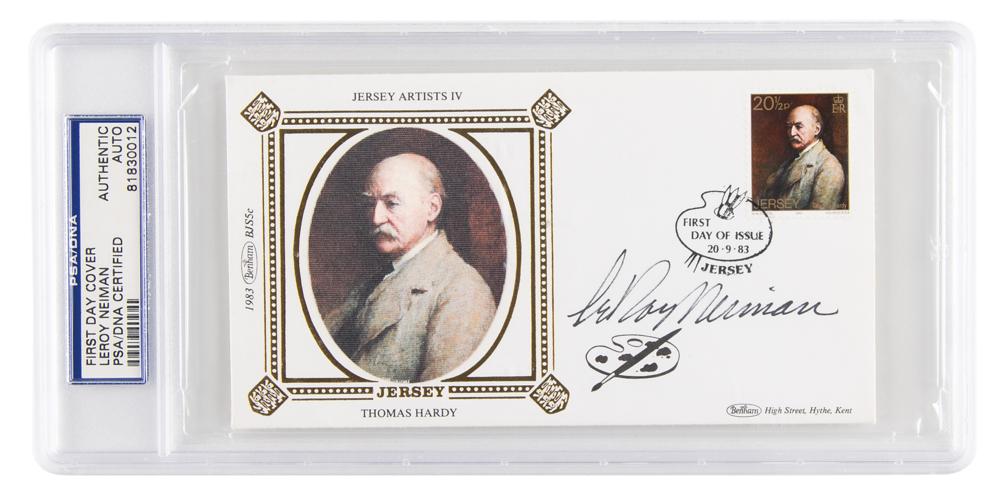 PSA/DNA
FIRST DAY COVER
LEROY NEIMAN
PSA/DNA CERTIFIED
AUTHENTIC
AUTO
81830012
JERSEY ARTISTS IV
1983 Benham BJS5c
JERSEY
THOMAS HARDY
20½p
ER
JERSEY
FIRST
DAY OF ISSUE
20·9·83
JERSEY
LeRoy Neiman
Benham High Street, Hythe, Kent